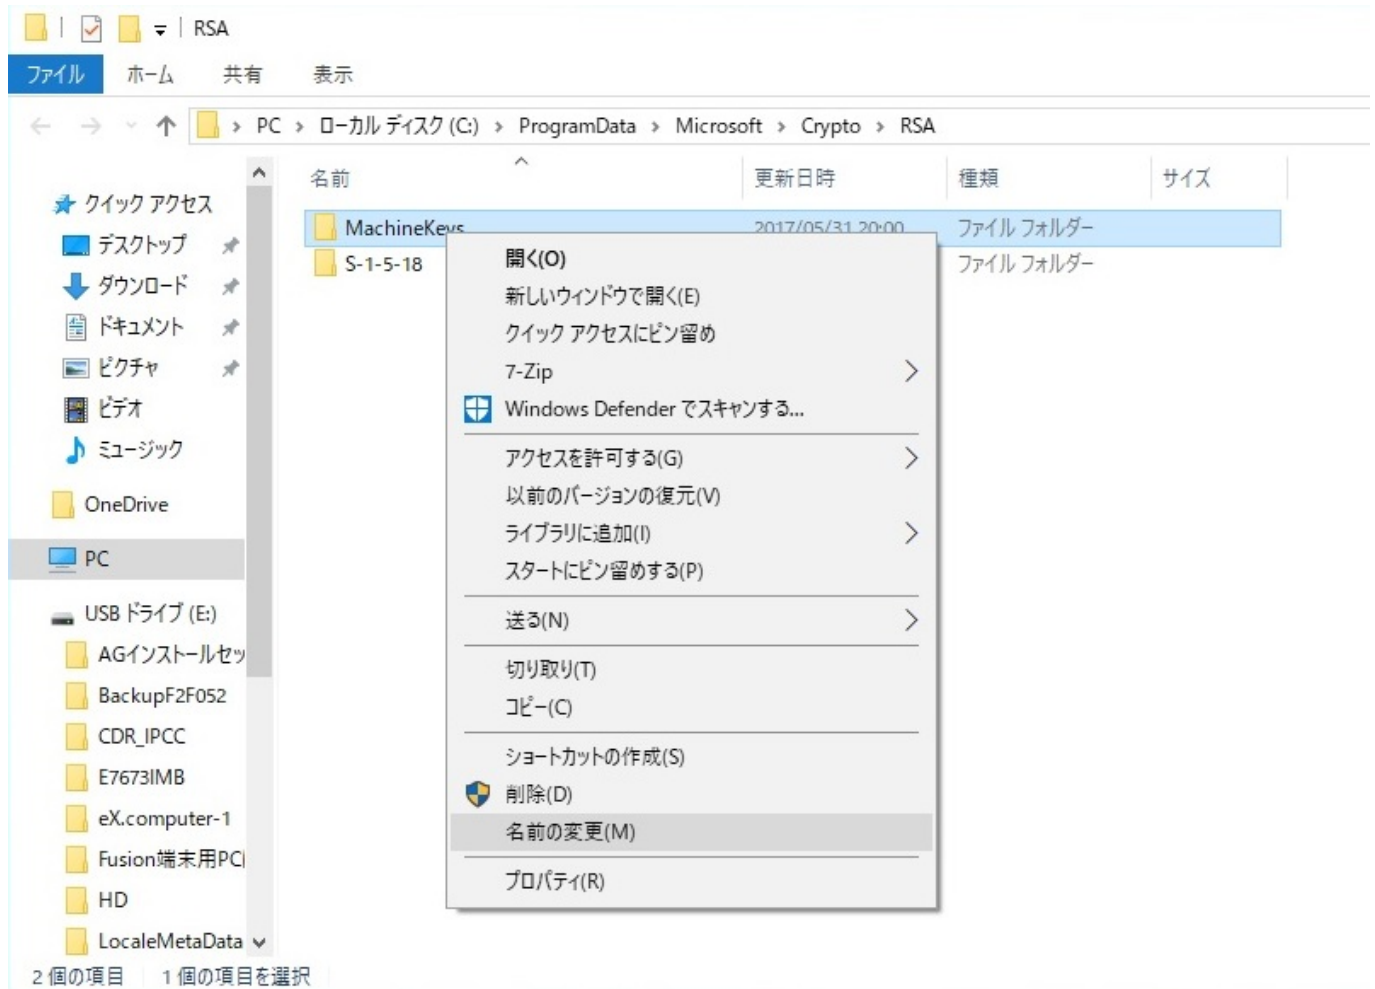 RSA
ファイル ホーム 共有 表示
PC > ローカル ディスク (C:) > ProgramData > Microsoft > Crypto > RSA
名前 更新日時 種類 サイズ
クイック アクセス
デスクトップ
ダウンロード
ドキュメント
ピクチャ
ビデオ
ミュージック
OneDrive
PC
USB ドライブ (E:)
AGインストールセッ
BackupF2F052
CDR_IPCC
E7673IMB
eX.computer-1
Fusion端末用PC
HD
LocaleMetaData
MachineKeys 2017/05/31 20:00 ファイル フォルダー
S-1-5-18 ファイル フォルダー
開く(O)
新しいウィンドウで開く(E)
クイック アクセスにピン留め
7-Zip
Windows Defender でスキャンする...
アクセスを許可する(G)
以前のバージョンの復元(V)
ライブラリに追加(I)
スタートにピン留めする(P)
送る(N)
切り取り(T)
コピー(C)
ショートカットの作成(S)
削除(D)
名前の変更(M)
プロパティ(R)
2 個の項目 1 個の項目を選択